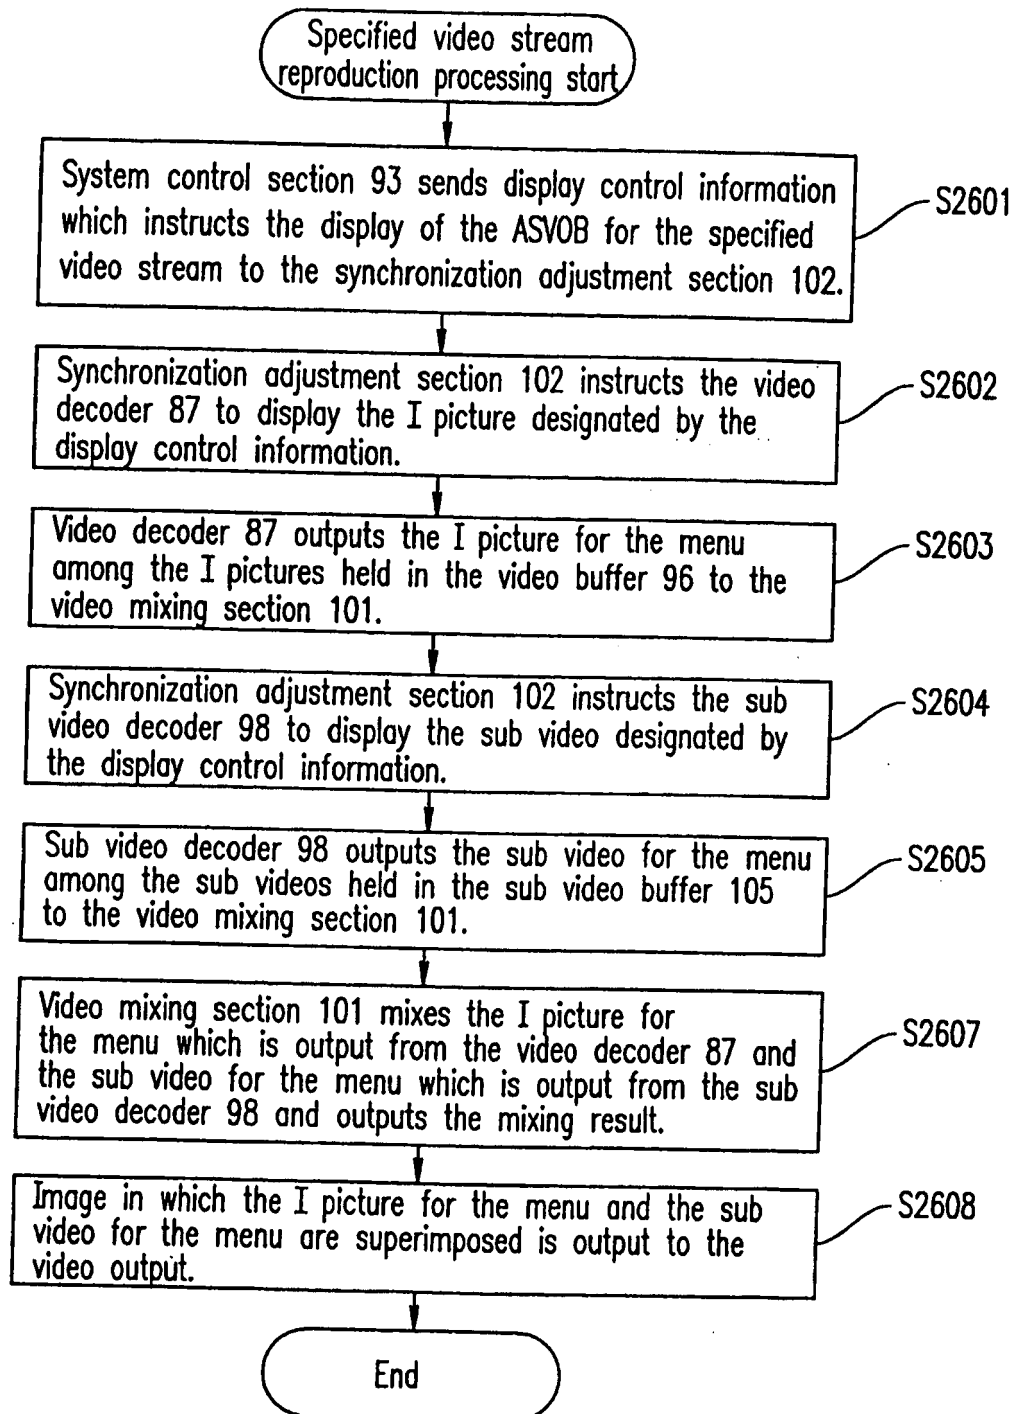 Specified video stream
reproduction processing start
System control section 93 sends display control information
which instructs the display of the ASVOB for the specified
video stream to the synchronization adjustment section 102.
S2601
Synchronization adjustment section 102 instructs the video
decoder 87 to display the I picture designated by the
display control information.
S2602
Video decoder 87 outputs the I picture for the menu
among the I pictures held in the video buffer 96 to the
video mixing section 101.
S2603
Synchronization adjustment section 102 instructs the sub
video decoder 98 to display the sub video designated by
the display control information.
S2604
Sub video decoder 98 outputs the sub video for the menu
among the sub videos held in the sub video buffer 105
to the video mixing section 101.
S2605
Video mixing section 101 mixes the I picture for
the menu which is output from the video decoder 87 and
the sub video for the menu which is output from the sub
video decoder 98 and outputs the mixing result.
S2607
Image in which the I picture for the menu and the sub
video for the menu are superimposed is output to the
video output.
S2608
End